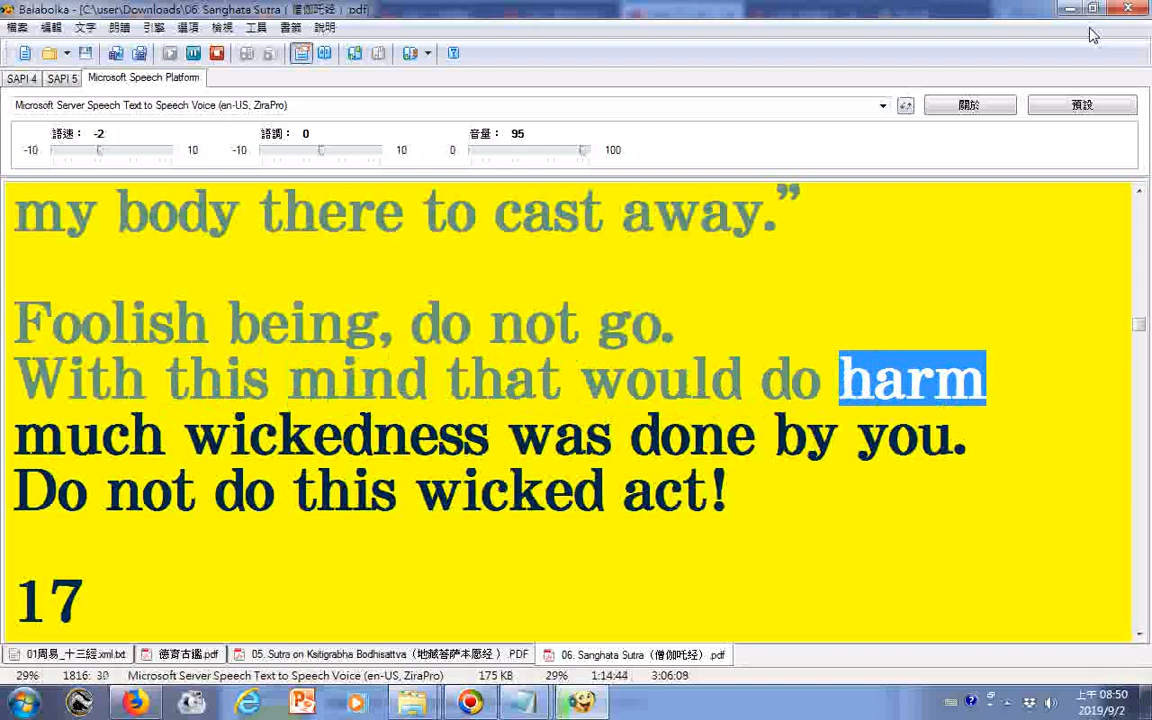 Balabolka - [C:\user\Downloads\06. Sanghata Sutra（僧伽吒经）.pdf]
檔案 編輯 文字 朗讀 引擎 選項 檢視 工具 書籤 說明
SAPI 4 SAPI 5 Microsoft Speech Platform
Microsoft Server Speech Text to Speech Voice (en-US, ZiraPro) 關於 預設
語速： -2 語調： 0 音量： 95
-10 10 -10 10 0 100
my body there to cast away.”
Foolish being, do not go.
With this mind that would do harm
much wickedness was done by you.
Do not do this wicked act!
17
01周易_十三經.xml.txt 德育古鑑.pdf 05. Sutra on Ksitigrabha Bodhisattva（地藏菩萨本愿经）.PDF 06. Sanghata Sutra（僧伽吒经）.pdf
29% 1816: 30 Microsoft Server Speech Text to Speech Voice (en-US, ZiraPro) 175 KB 29% 1:14:44 3:06:09
上午 08:50
2019/9/2